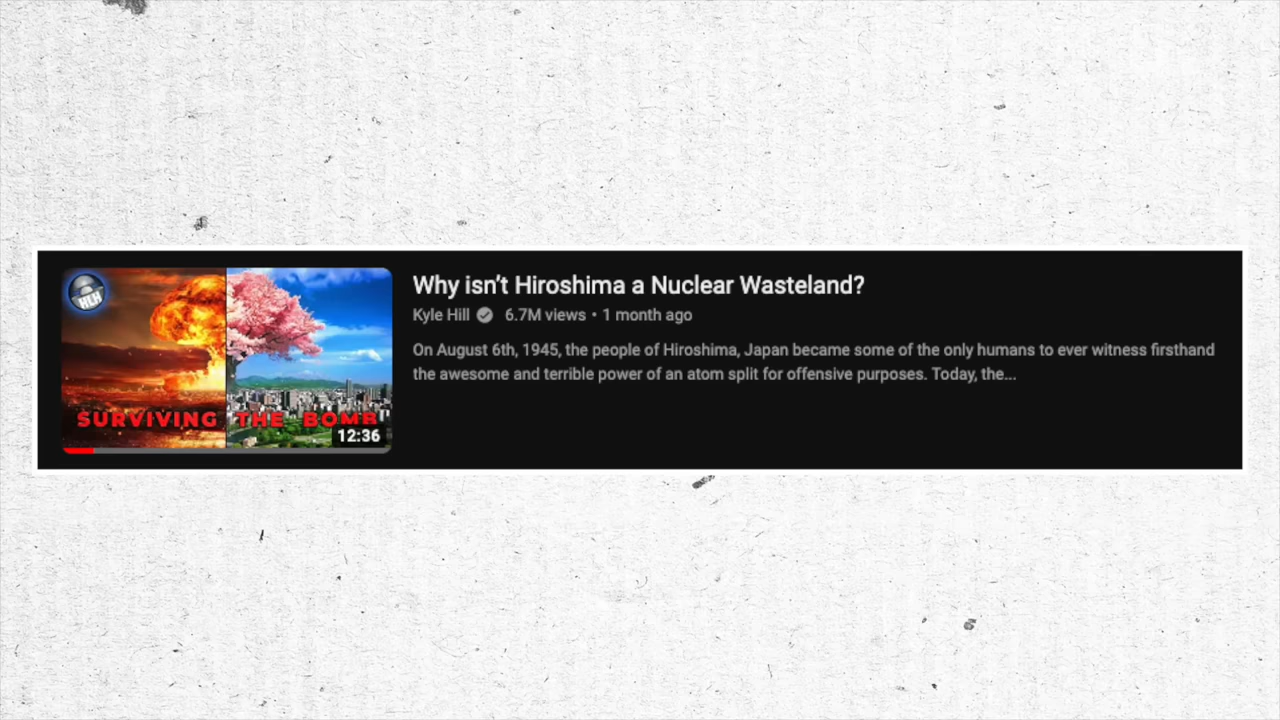 KLH
SURVIVING THE BOMB
12:36
Why isn't Hiroshima a Nuclear Wasteland?
Kyle Hill 6.7M views • 1 month ago
On August 6th, 1945, the people of Hiroshima, Japan became some of the only humans to ever witness firsthand
the awesome and terrible power of an atom split for offensive purposes. Today, the...